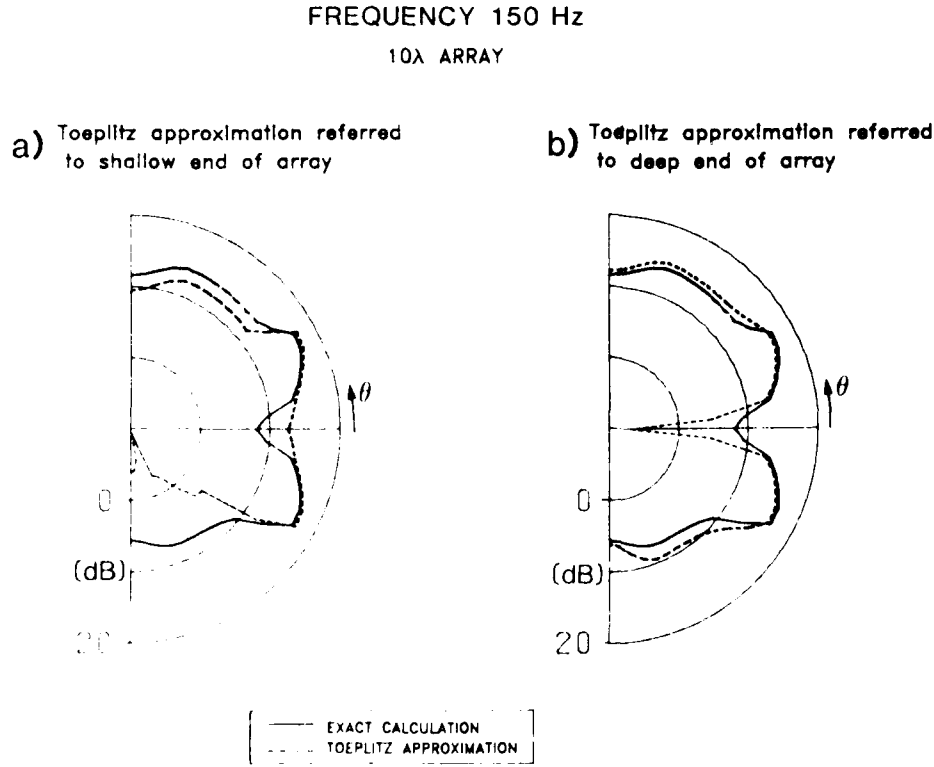 FREQUENCY 150 Hz
10λ ARRAY
a) Toeplitz approximation referred
to shallow end of array
b) Toeplitz approximation referred
to deep end of array
θ
θ
0
(dB)
20
0
(dB)
20
EXACT CALCULATION
TOEPLITZ APPROXIMATION